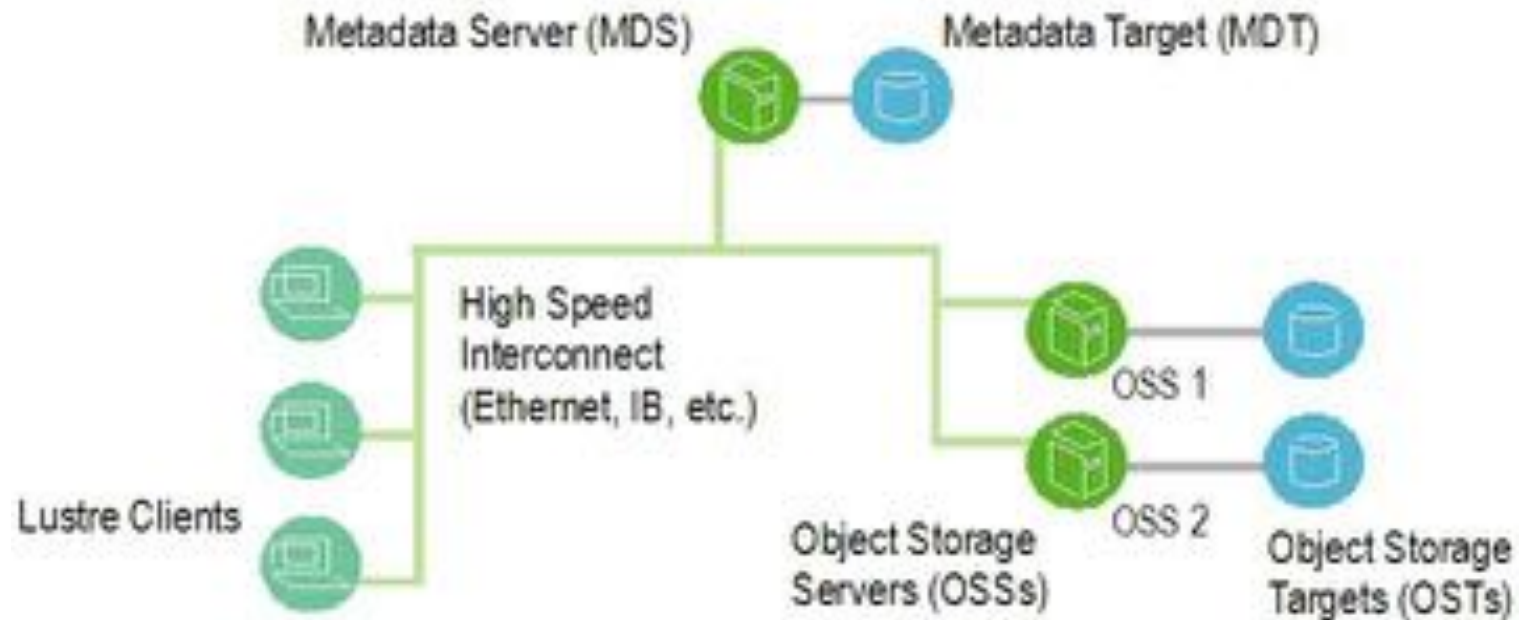 Metadata Server (MDS)
Metadata Target (MDT)
High Speed
Interconnect
(Ethernet, IB, etc.)
OSS 1
Lustre Clients
OSS 2
Object Storage
Servers (OSSs)
Object Storage
Targets (OSTs)